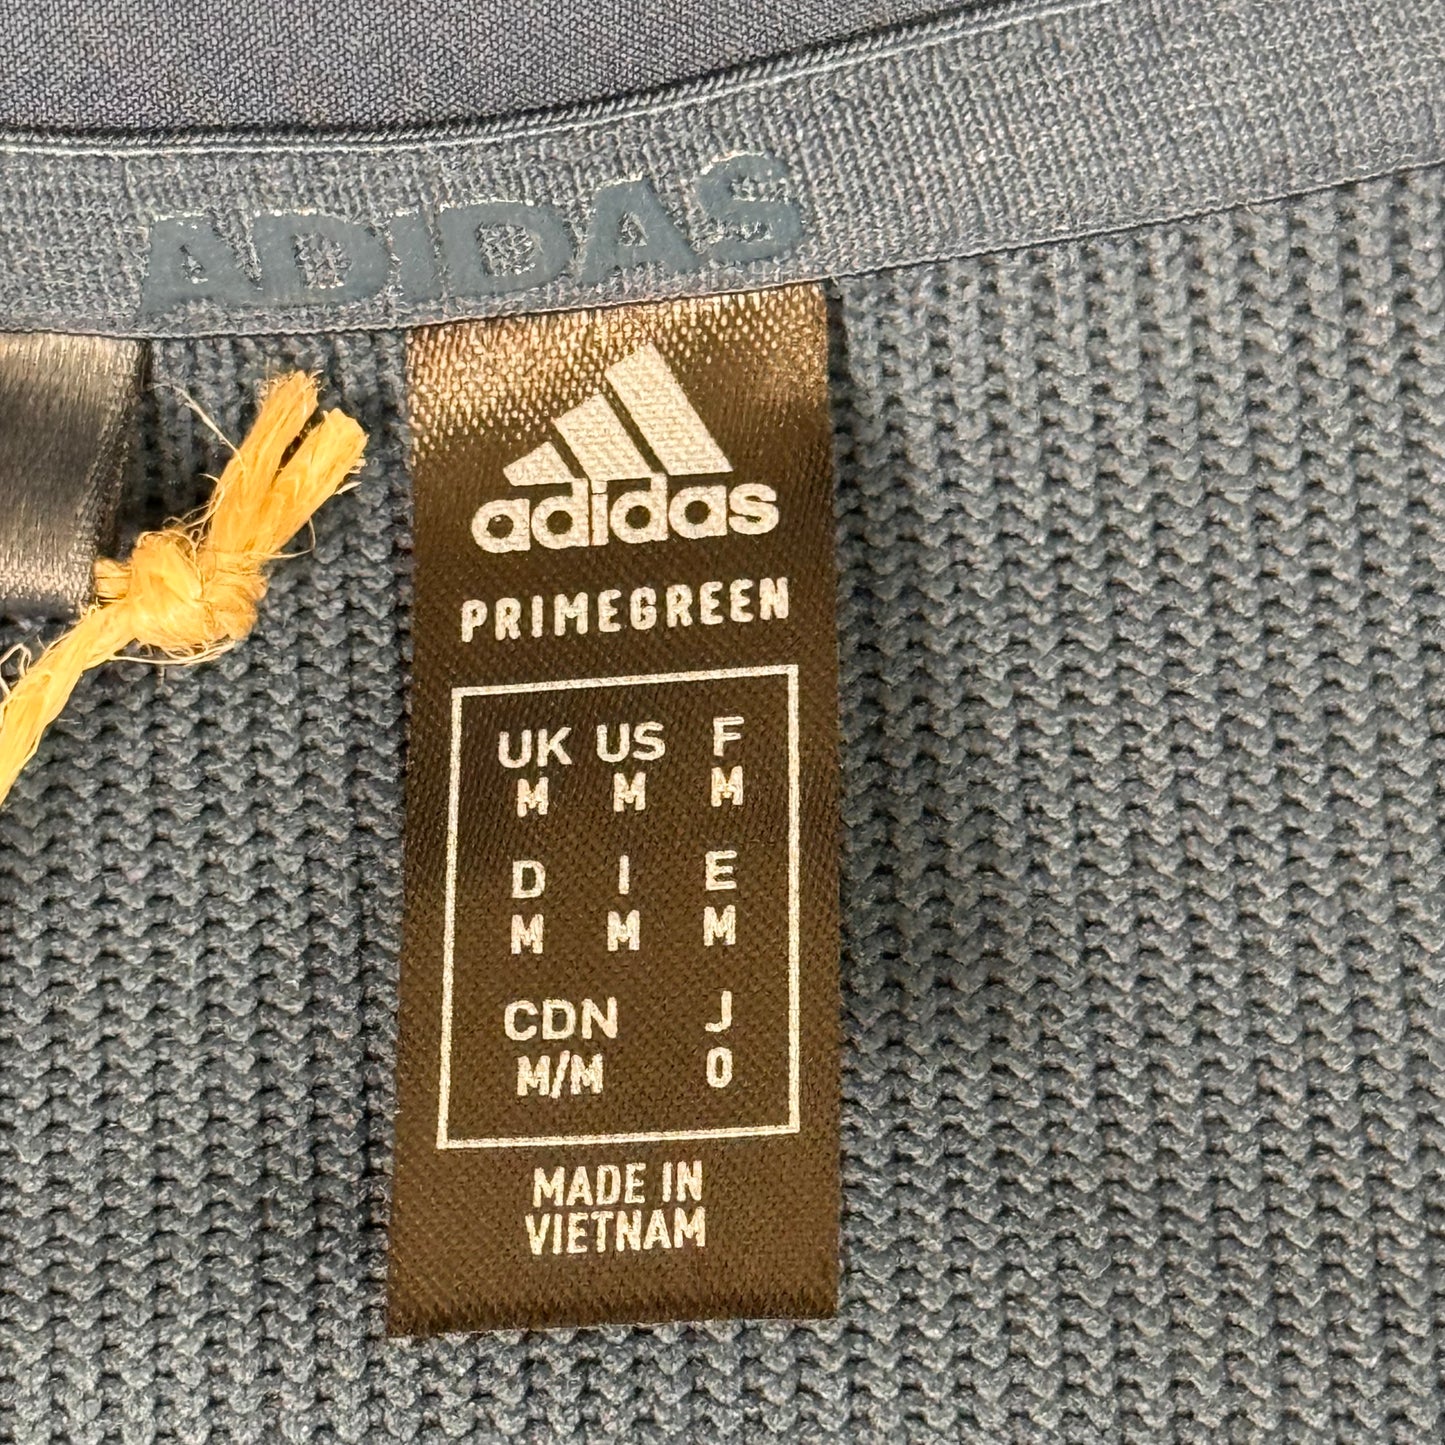 ADIDAS
adidas
PRIMEGREEN
UK US F
M M M
D I E
M M M
CDN J
M/M O
MADE IN
VIETNAM